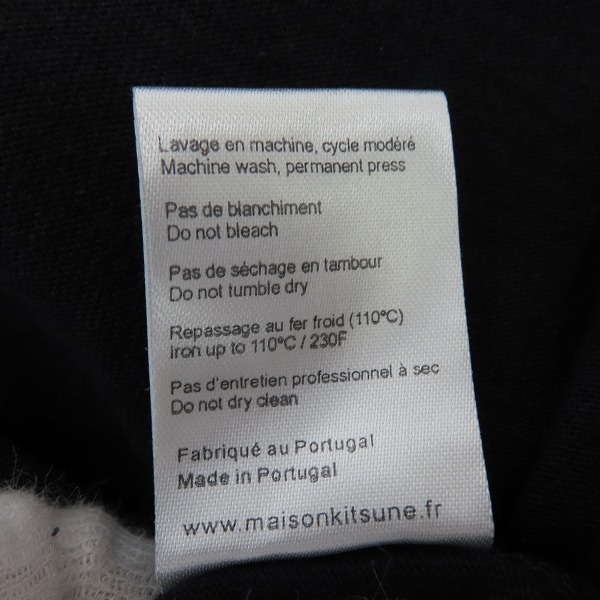 Lavage en machine, cycle modéré
Machine wash, permanent press
Pas de blanchiment
Do not bleach
Pas de séchage en tambour
Do not tumble dry
Repassage au fer froid (110°C)
Iron up to 110°C / 230F
Pas d'entretien professionnel à sec
Do not dry clean
Fabriqué au Portugal
Made in Portugal
www.maisonkitsune.fr